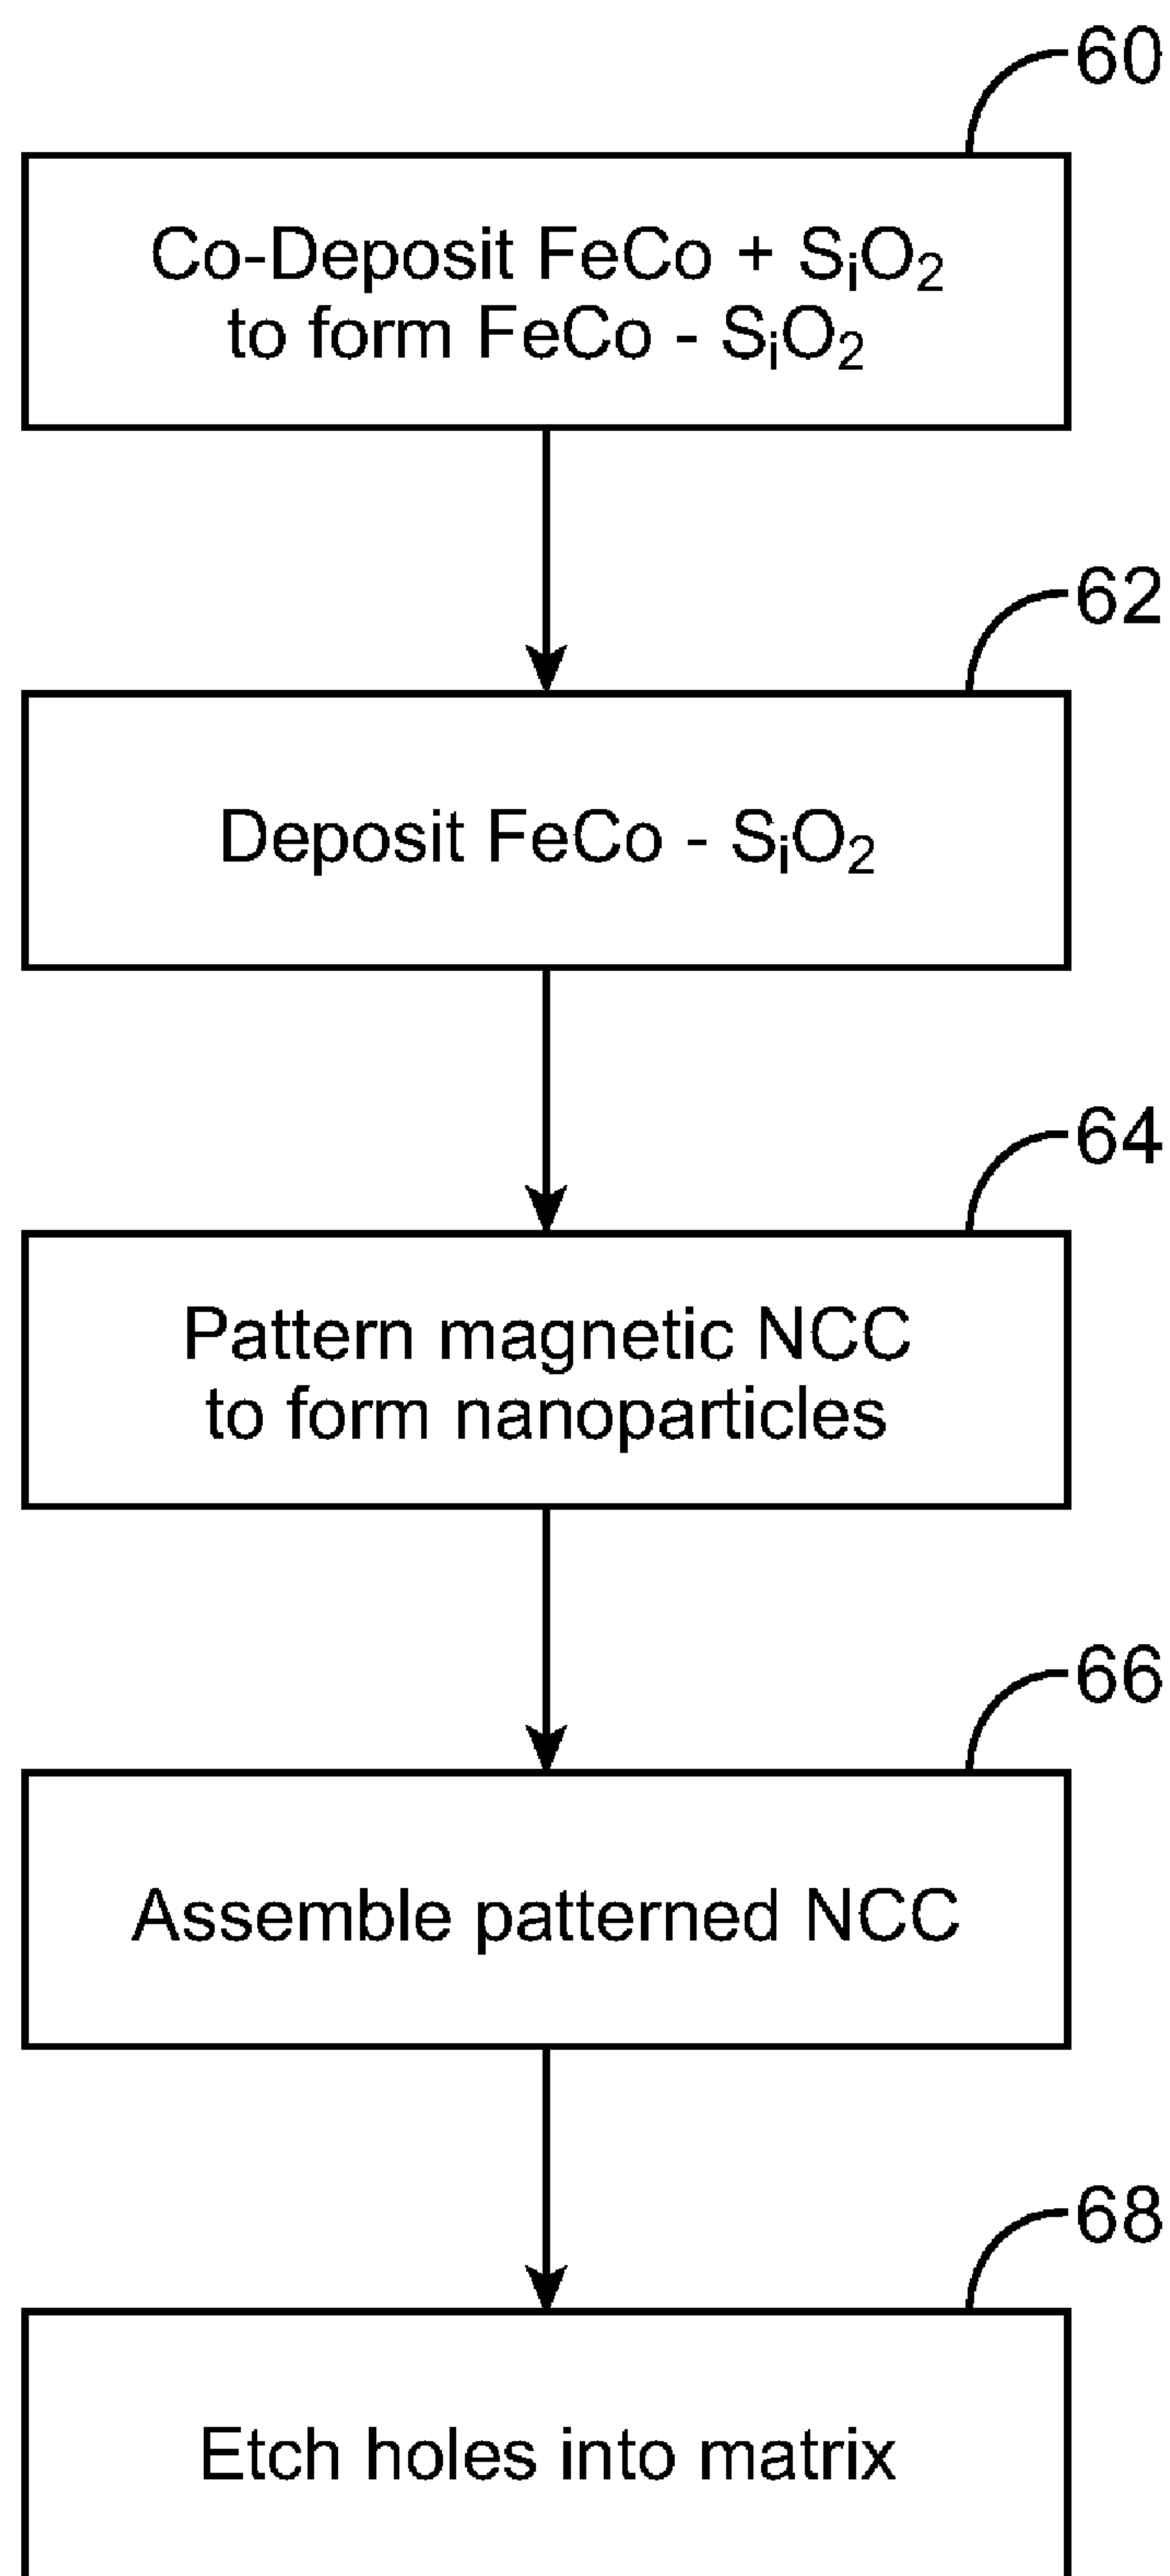 60
Co-Deposit FeCo + SiO2
to form FeCo - SiO2
62
Deposit FeCo - SiO2
64
Pattern magnetic NCC
to form nanoparticles
66
Assemble patterned NCC
68
Etch holes into matrix